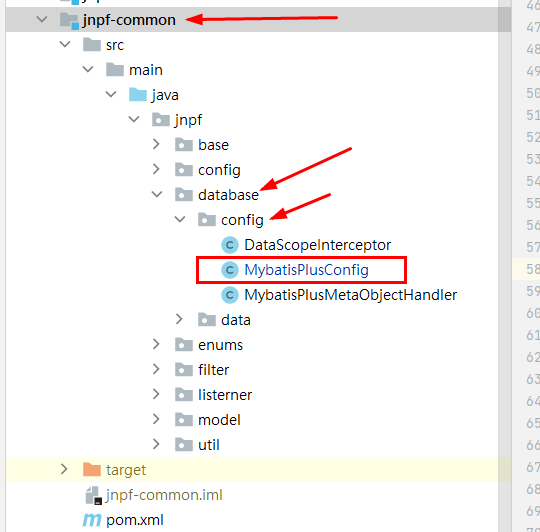 jnpf-common
src
main
java
jnpf
base
config
database
config
DataScopeInterceptor
MybatisPlusConfig
MybatisPlusMetaObjectHandler
data
enums
filter
listerner
model
util
target
jnpf-common.iml
pom.xml
46
47
48
49
50
51
52
53
54
55
56
57
58
59
60
61
62
63
64
65
66
67
68
69
70